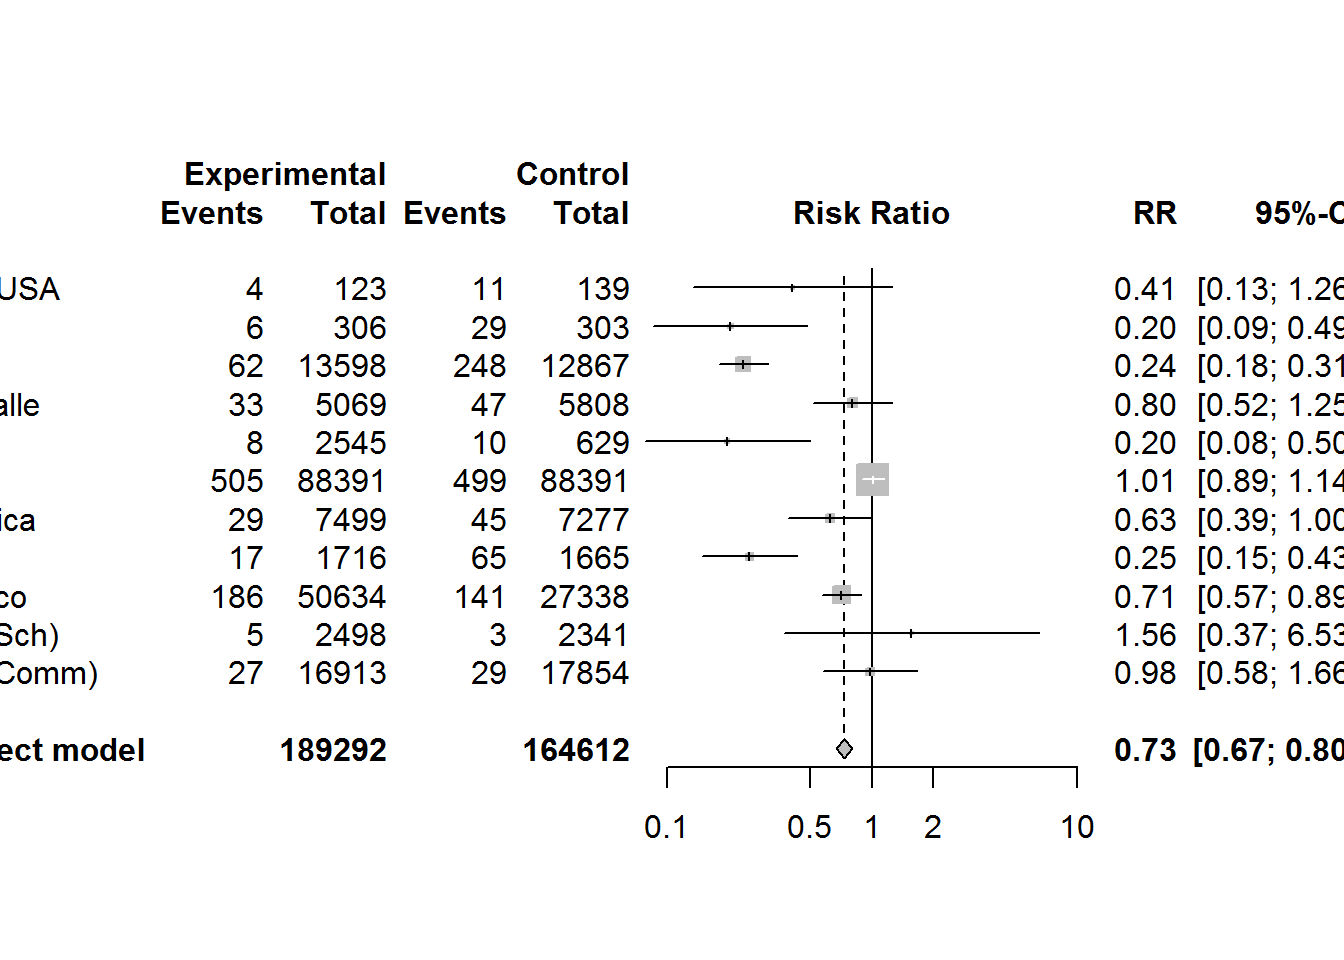 Experimental Control
Events Total Events Total Risk Ratio RR 95%-C
USA 4 123 11 139 0.41 [0.13; 1.26
6 306 29 303 0.20 [0.09; 0.49
62 13598 248 12867 0.24 [0.18; 0.31
alle 33 5069 47 5808 0.80 [0.52; 1.25
8 2545 10 629 0.20 [0.08; 0.50
505 88391 499 88391 1.01 [0.89; 1.14
ica 29 7499 45 7277 0.63 [0.39; 1.00
17 1716 65 1665 0.25 [0.15; 0.43
co 186 50634 141 27338 0.71 [0.57; 0.89
Sch) 5 2498 3 2341 1.56 [0.37; 6.53
Comm) 27 16913 29 17854 0.98 [0.58; 1.66
ect model 189292 164612 0.73 [0.67; 0.80
0.1 0.5 1 2 10